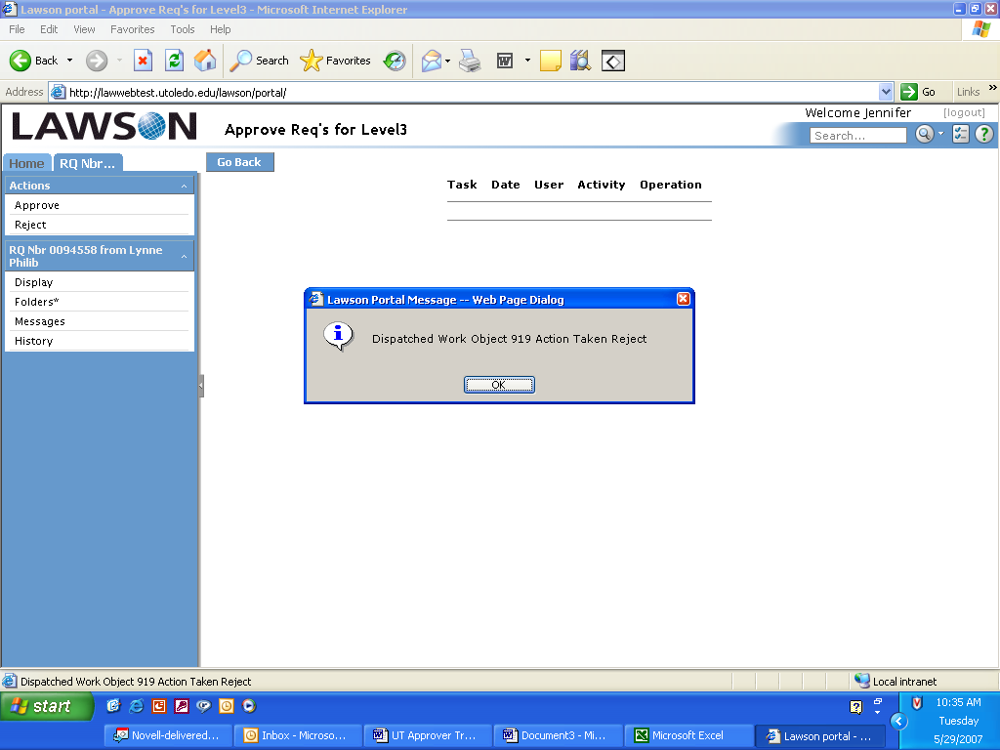 Lawson portal - Approve Req's for Level3 - Microsoft Internet Explorer
File Edit View Favorites Tools Help
Back Search Favorites
Address http://lawwebtest.utoledo.edu/lawson/portal/ Go Links »
LAWSON Approve Req's for Level3 Welcome Jennifer [logout]
Search...
Home RQ Nbr... Go Back
Actions
Approve
Reject
RQ Nbr 0094558 from Lynne
Philib
Display
Folders*
Messages
History
Task Date User Activity Operation
Lawson Portal Message -- Web Page Dialog
Dispatched Work Object 919 Action Taken Reject
OK
Dispatched Work Object 919 Action Taken Reject Local intranet
start 10:35 AM
Tuesday
Novell-delivered... Inbox - Microso... UT Approver Tr... Document3 - Mi... Microsoft Excel Lawson portal - ...
5/29/2007